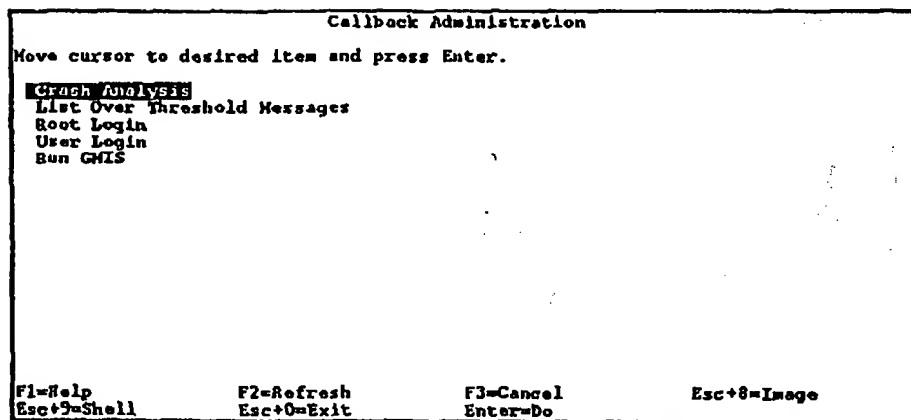 Callback Administration
Move cursor to desired item and press Enter.
Crash Analysis
List Over Threshold Messages
Root Login
User Login
Run GMIS
F1=Help F2=Refresh F3=Cancel Esc+8=Image
Esc+9=Shell Esc+0=Exit Enter=Do